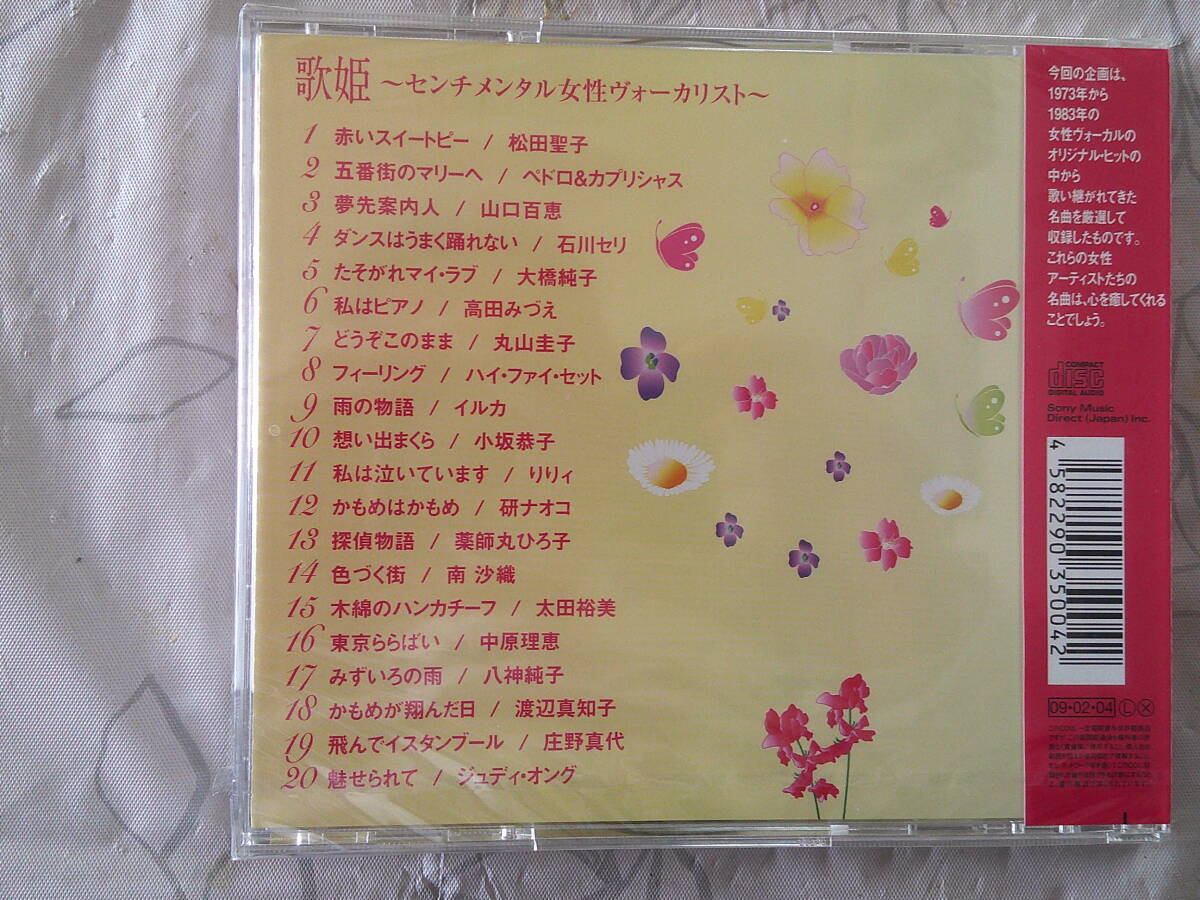 歌姫 ～センチメンタル女性ヴォーカリスト～
1 赤いスイートピー / 松田聖子
2 五番街のマリーへ / ペドロ&カプリシャス
3 夢先案内人 / 山口百恵
4 ダンスはうまく踊れない / 石川セリ
5 たそがれマイ・ラブ / 大橋純子
6 私はピアノ / 高田みづえ
7 どうぞこのまま / 丸山圭子
8 フィーリング / ハイ・ファイ・セット
9 雨の物語 / イルカ
10 想い出まくら / 小坂恭子
11 私は泣いています / りりィ
12 かもめはかもめ / 研ナオコ
13 探偵物語 / 薬師丸ひろ子
14 色づく街 / 南 沙織
15 木綿のハンカチーフ / 太田裕美
16 東京ららばい / 中原理恵
17 みずいろの雨 / 八神純子
18 かもめが翔んだ日 / 渡辺真知子
19 飛んでイスタンブール / 庄野真代
20 魅せられて / ジュディ・オング
今回の企画は、
1973年から
1983年の
女性ヴォーカルの
オリジナル・ヒットの
中から
歌い継がれてきた
名曲を厳選して
収録したものです。
これらの女性
アーティストたちの
名曲は、心を癒してくれる
ことでしょう。
COMPACT
disc
DIGITAL AUDIO
Sony Music
Direct (Japan) Inc.
4 582290 350042
09・02・04 Ⓛ Ⓧ